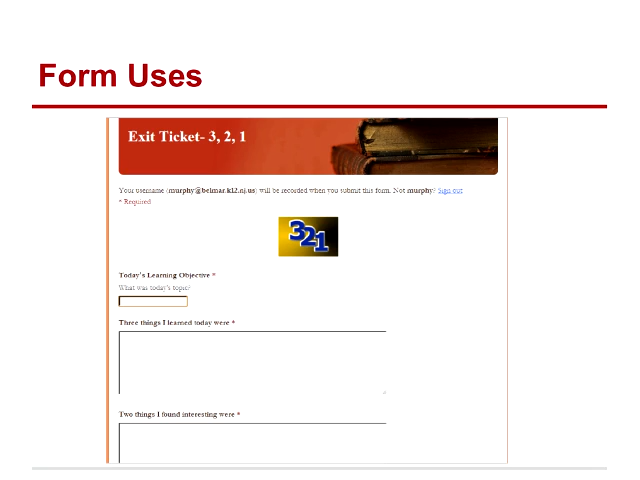 Form Uses
Exit Ticket- 3, 2, 1
Your username (murphy@belmar.k12.nj.us) will be recorded when you submit this form. Not murphy? Sign out
* Required
321
Today's Learning Objective *
What was today's topic?
Three things I learned today were *
Two things I found interesting were *